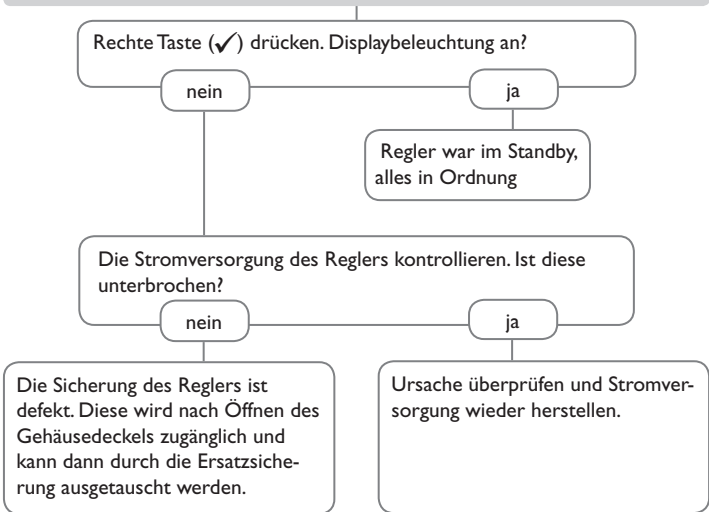 Rechte Taste (✓) drücken. Displaybeleuchtung an?
nein
ja
Regler war im Standby,
alles in Ordnung
Die Stromversorgung des Reglers kontrollieren. Ist diese
unterbrochen?
nein
ja
Die Sicherung des Reglers ist
defekt. Diese wird nach Öffnen des
Gehäusedeckels zugänglich und
kann dann durch die Ersatzsiche-
rung ausgetauscht werden.
Ursache überprüfen und Stromver-
sorgung wieder herstellen.